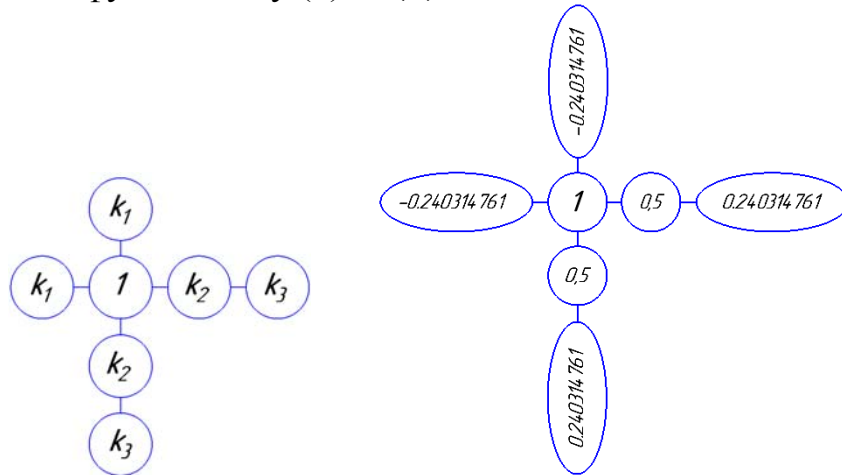 k₁
k₁ 1 k₂ k₃
k₂
k₃
-0.240314761
-0.240314761 1 0,5 0.240314761
0,5
0.240314761